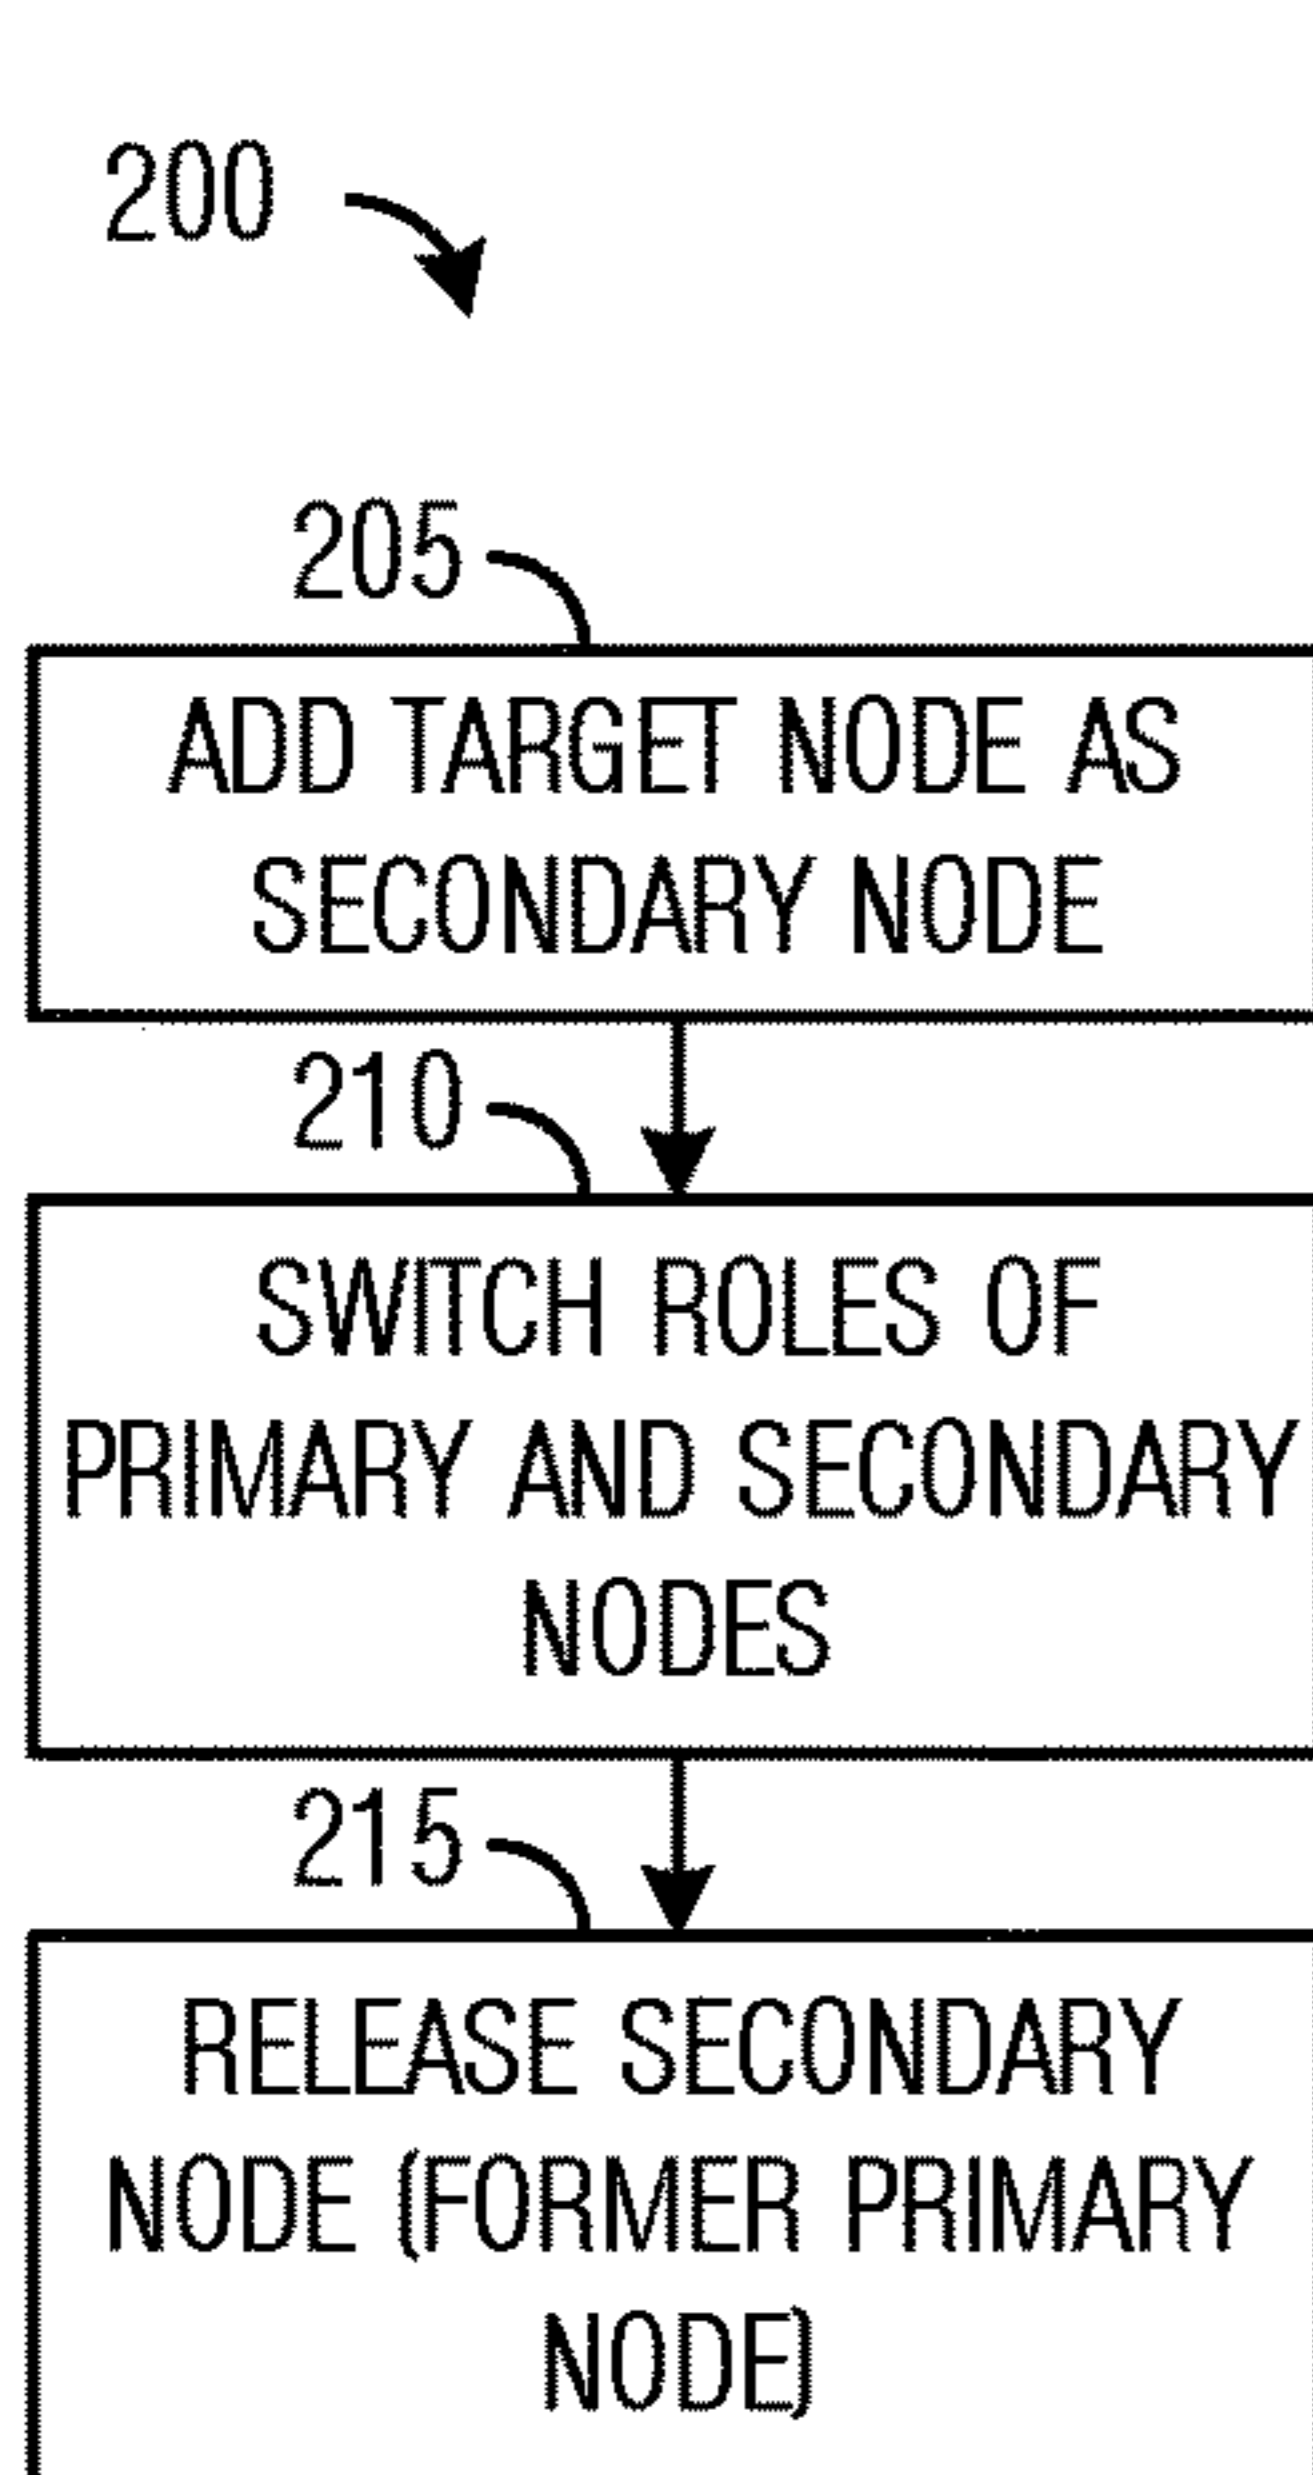 200
205
ADD TARGET NODE AS
SECONDARY NODE
210
SWITCH ROLES OF
PRIMARY AND SECONDARY
NODES
215
RELEASE SECONDARY
NODE (FORMER PRIMARY
NODE)